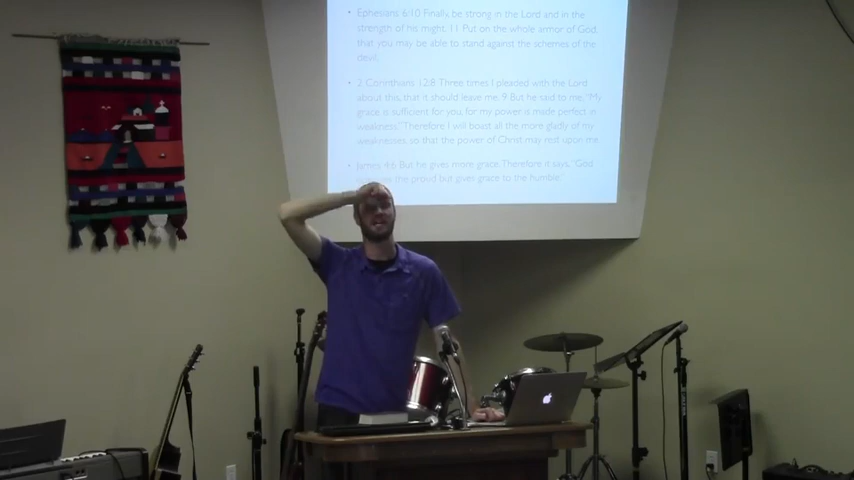 • Ephesians 6:10 Finally, be strong in the Lord and in the
strength of his might. 11 Put on the whole armor of God,
that you may be able to stand against the schemes of the
devil.
• 2 Corinthians 12:8 Three times I pleaded with the Lord
about this, that it should leave me. 9 But he said to me, "My
grace is sufficient for you, for my power is made perfect in
weakness." Therefore I will boast all the more gladly of my
weaknesses, so that the power of Christ may rest upon me.
• James 4:6 But he gives more grace. Therefore it says, "God
the proud but gives grace to the humble."